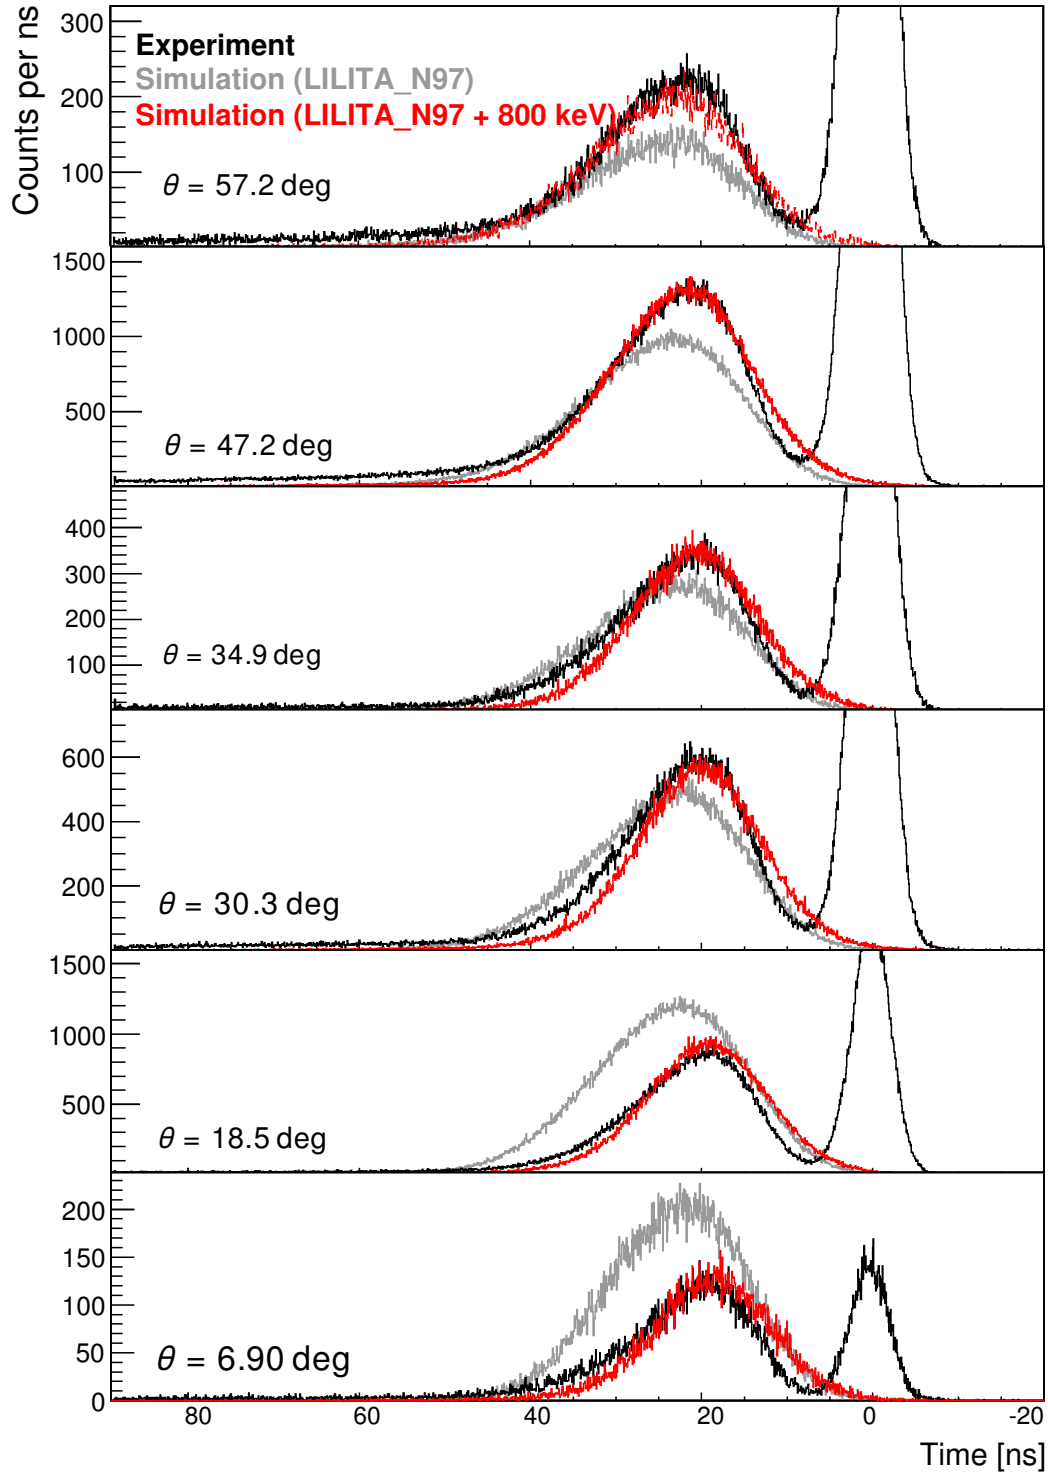 Counts per ns
Experiment
Simulation (LILITA_N97)
Simulation (LILITA_N97 + 800 keV)
300
200
100
θ = 57.2 deg
1500
1000
500
θ = 47.2 deg
400
300
200
100
θ = 34.9 deg
600
400
200
θ = 30.3 deg
1500
1000
500
θ = 18.5 deg
200
150
100
50
0
θ = 6.90 deg
80 60 40 20 0 -20
Time [ns]